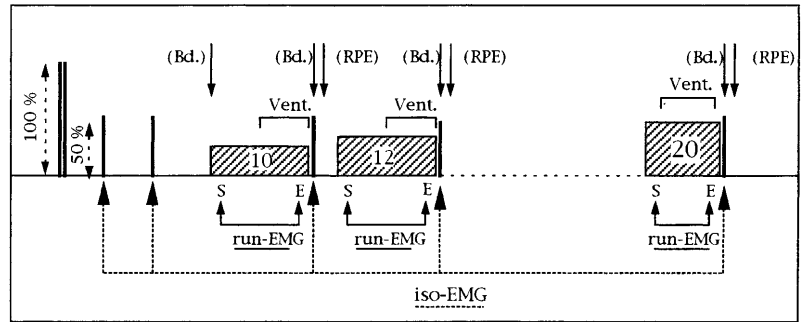 (Bd.) (Bd.) (RPE) (Bd.) (RPE) (Bd.) (RPE)
Vent. Vent. Vent.
100 %
50 %
10 12 20
S E S E S E
run-EMG run-EMG run-EMG
iso-EMG